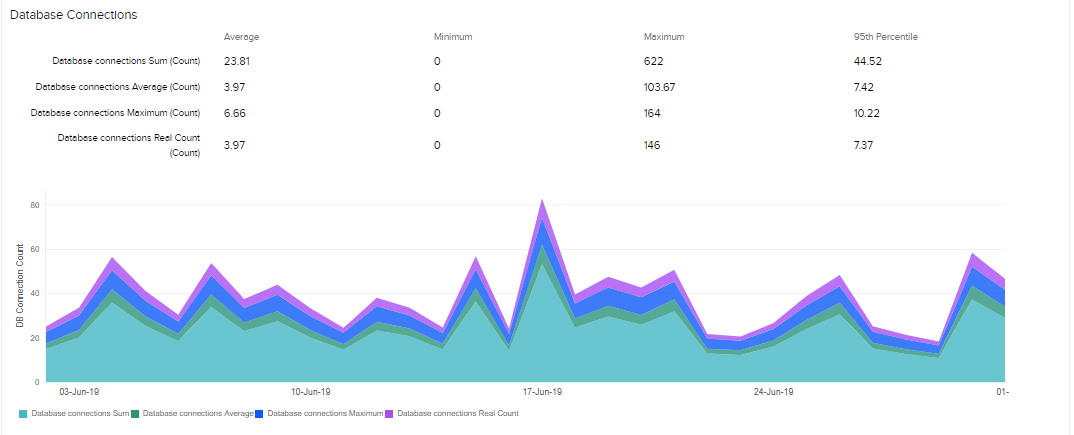 Database Connections
Average Minimum Maximum 95th Percentile
Database connections Sum (Count) 23.81 0 622 44.52
Database connections Average (Count) 3.97 0 103.67 7.42
Database connections Maximum (Count) 6.66 0 164 10.22
Database connections Real Count
(Count) 3.97 0 146 7.37
DB Connection Count
80
60
40
20
0
03-Jun-19 10-Jun-19 17-Jun-19 24-Jun-19 01-
Database connections Sum Database connections Average Database connections Maximum Database connections Real Count